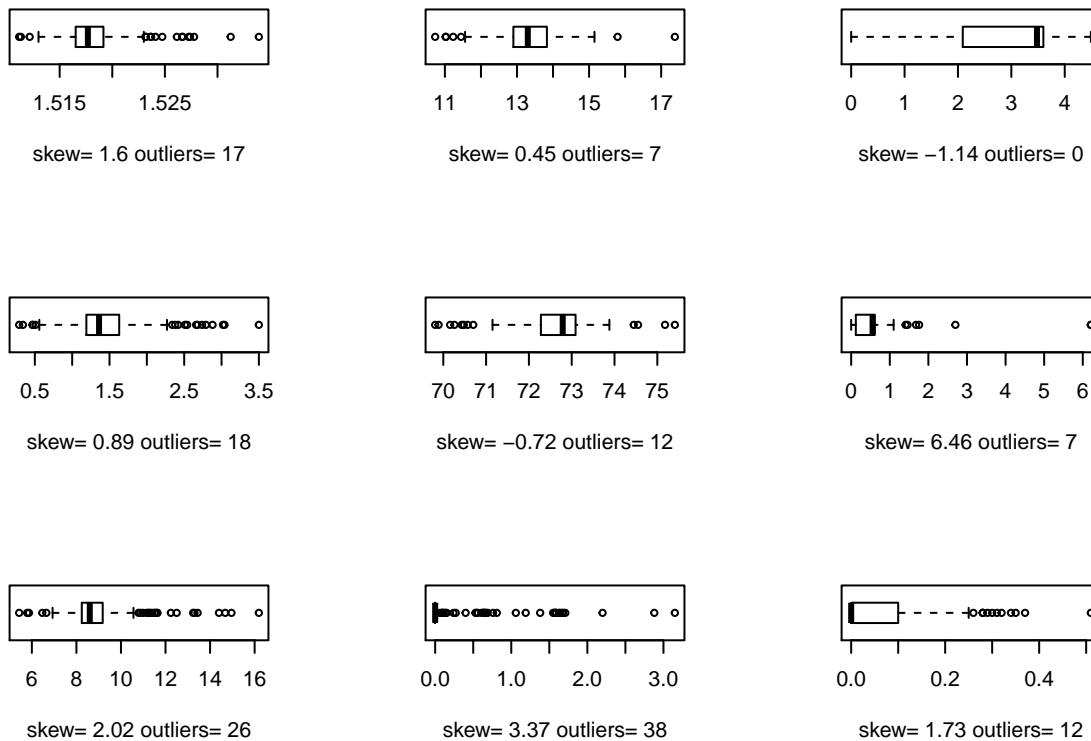 1.515 1.525
skew= 1.6 outliers= 17
11 13 15 17
skew= 0.45 outliers= 7
0 1 2 3 4
skew= −1.14 outliers= 0
0.5 1.5 2.5 3.5
skew= 0.89 outliers= 18
70 71 72 73 74 75
skew= −0.72 outliers= 12
0 1 2 3 4 5 6
skew= 6.46 outliers= 7
6 8 10 12 14 16
skew= 2.02 outliers= 26
0.0 1.0 2.0 3.0
skew= 3.37 outliers= 38
0.0 0.2 0.4
skew= 1.73 outliers= 12